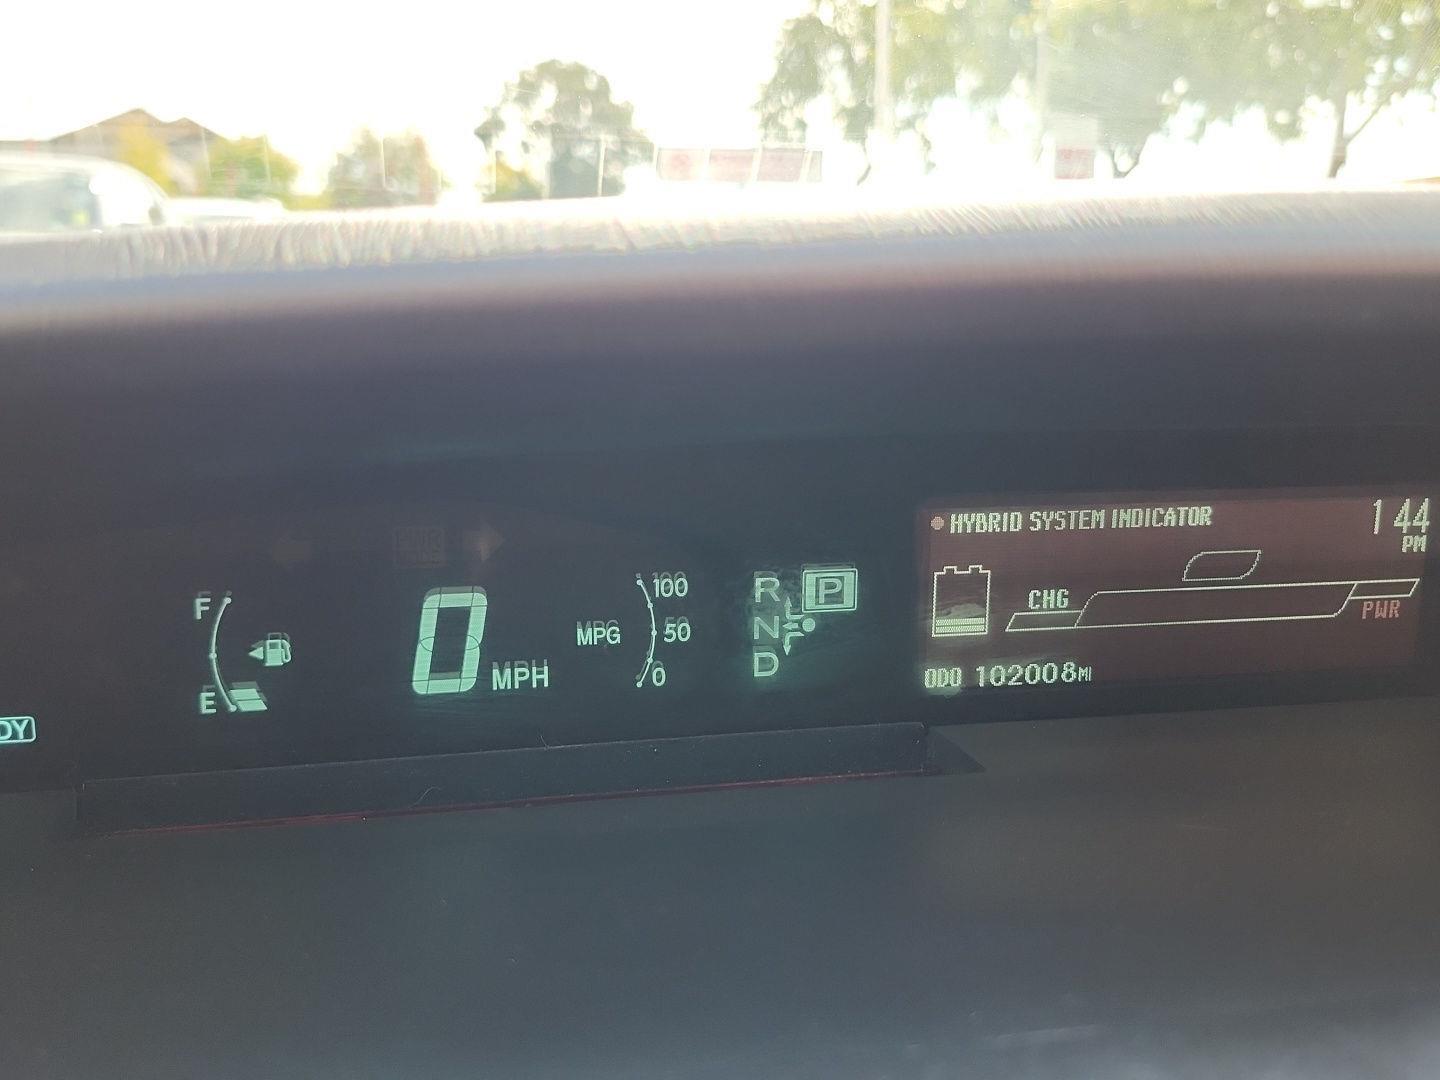 HYBRID SYSTEM INDICATOR
1 44
PM
F
E
0 MPH
MPG
100
50
0
R
P
N
D
CHG
PWR
ODO 102008MI
DY